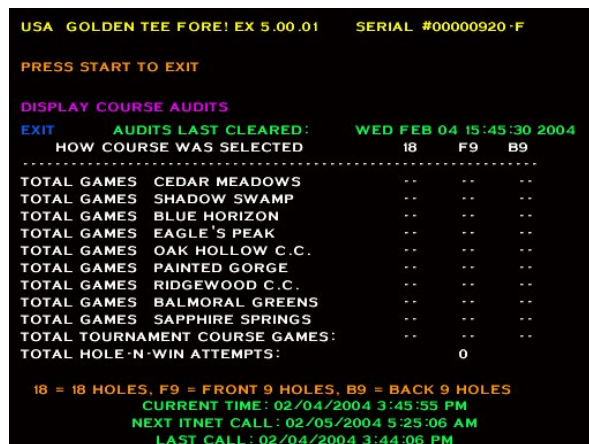 USA GOLDEN TEE FORE! EX 5.00.01 SERIAL #00000920-F
PRESS START TO EXIT
DISPLAY COURSE AUDITS
EXIT AUDITS LAST CLEARED: WED FEB 04 15:45:30 2004
HOW COURSE WAS SELECTED 18 F9 B9
TOTAL GAMES CEDAR MEADOWS -- -- --
TOTAL GAMES SHADOW SWAMP -- -- --
TOTAL GAMES BLUE HORIZON -- -- --
TOTAL GAMES EAGLE'S PEAK -- -- --
TOTAL GAMES OAK HOLLOW C.C. -- -- --
TOTAL GAMES PAINTED GORGE -- -- --
TOTAL GAMES RIDGEWOOD C.C. -- -- --
TOTAL GAMES BALMORAL GREENS -- -- --
TOTAL GAMES SAPPHIRE SPRINGS -- -- --
TOTAL TOURNAMENT COURSE GAMES: -- -- --
TOTAL HOLE-N-WIN ATTEMPTS: 0
18 = 18 HOLES, F9 = FRONT 9 HOLES, B9 = BACK 9 HOLES
CURRENT TIME: 02/04/2004 3:45:55 PM
NEXT ITNET CALL: 02/05/2004 5:25:06 AM
LAST CALL: 02/04/2004 3:44:06 PM